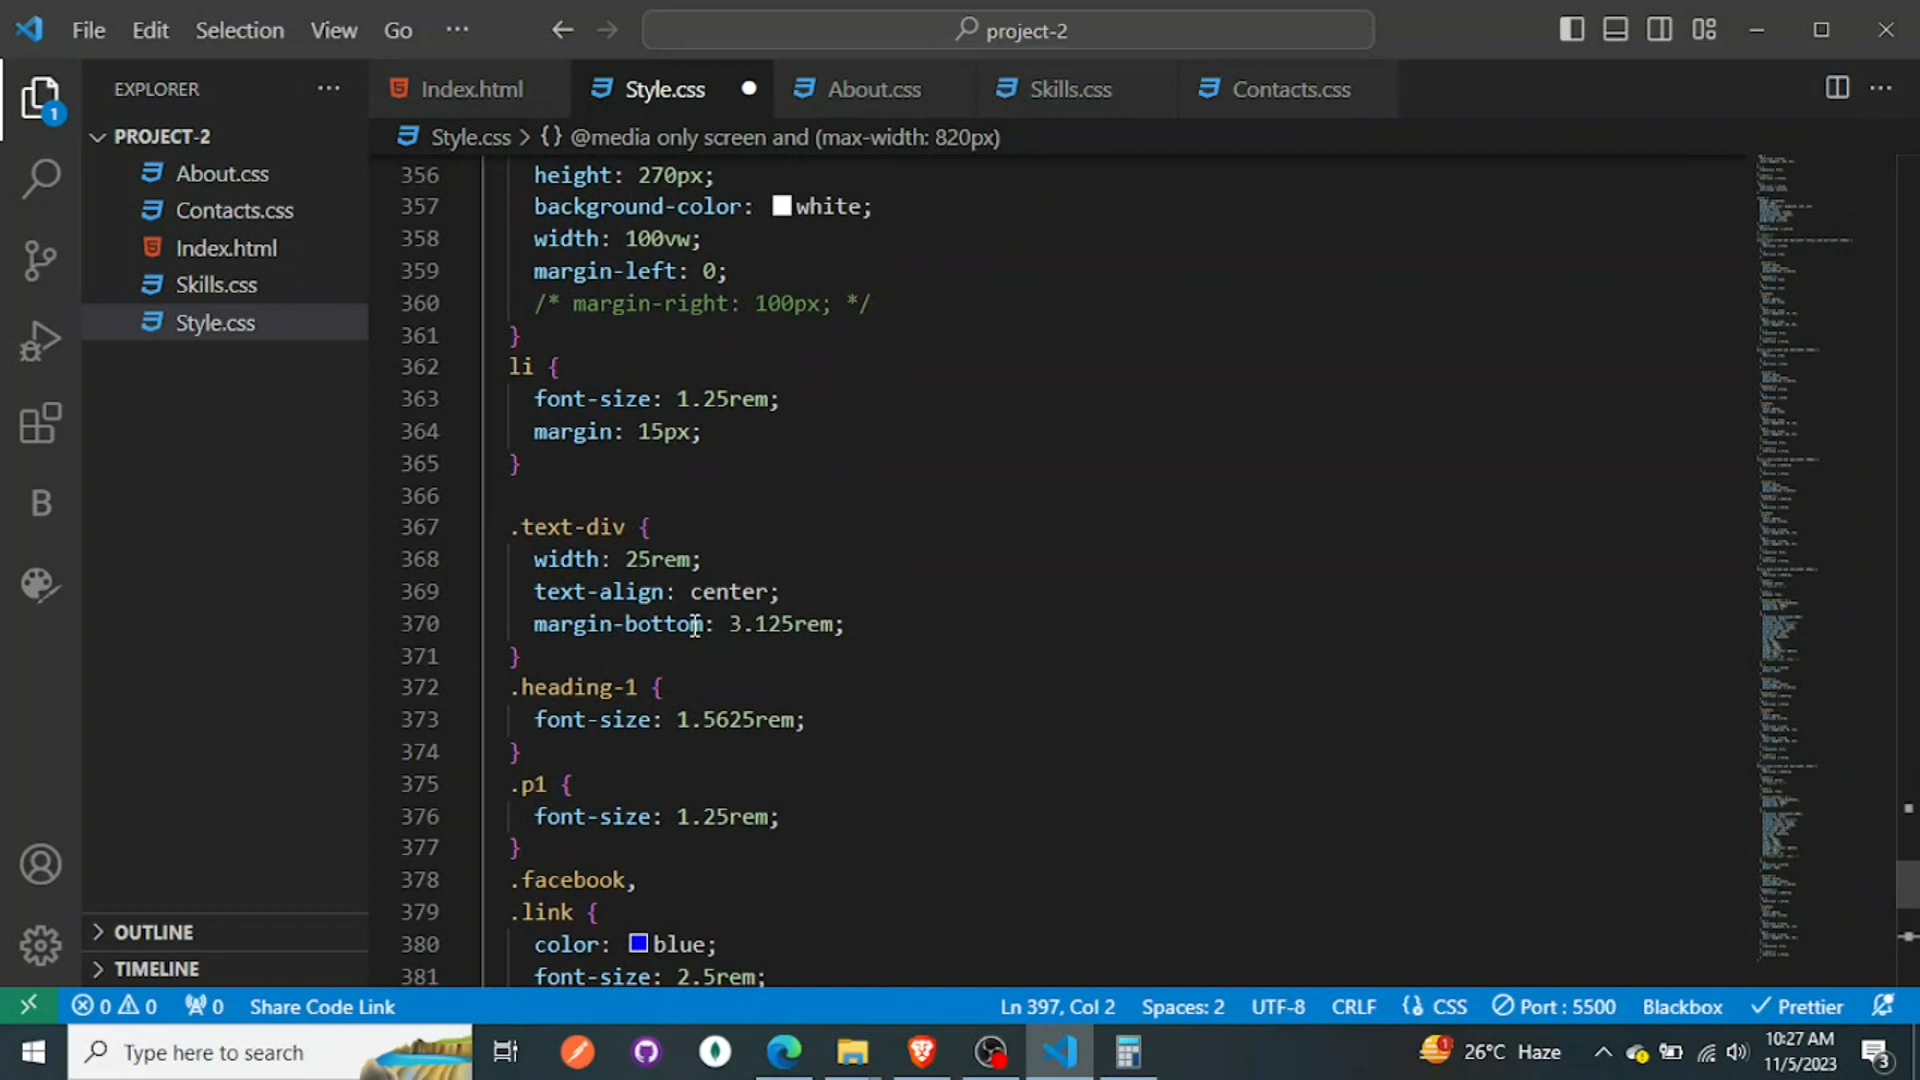 File Edit Selection View Go ··· project-2
EXPLORER ··· Index.html Style.css About.css Skills.css Contacts.css ···
PROJECT-2
About.css
Contacts.css
Index.html
Skills.css
Style.css
Style.css > {} @media only screen and (max-width: 820px)
356 height: 270px;
357 background-color: white;
358 width: 100vw;
359 margin-left: 0;
360 /* margin-right: 100px; */
361 }
362 li {
363 font-size: 1.25rem;
364 margin: 15px;
365 }
366
367 .text-div {
368 width: 25rem;
369 text-align: center;
370 margin-bottom: 3.125rem;
371 }
372 .heading-1 {
373 font-size: 1.5625rem;
374 }
375 .p1 {
376 font-size: 1.25rem;
377 }
378 .facebook,
379 .link {
380 color: blue;
381 font-size: 2.5rem;
1
B
OUTLINE
TIMELINE
0 0 0 Share Code Link Ln 397, Col 2 Spaces: 2 UTF-8 CRLF {} CSS Port : 5500 Blackbox Prettier
Type here to search 1 26°C Haze 10:27 AM
11/5/2023 3